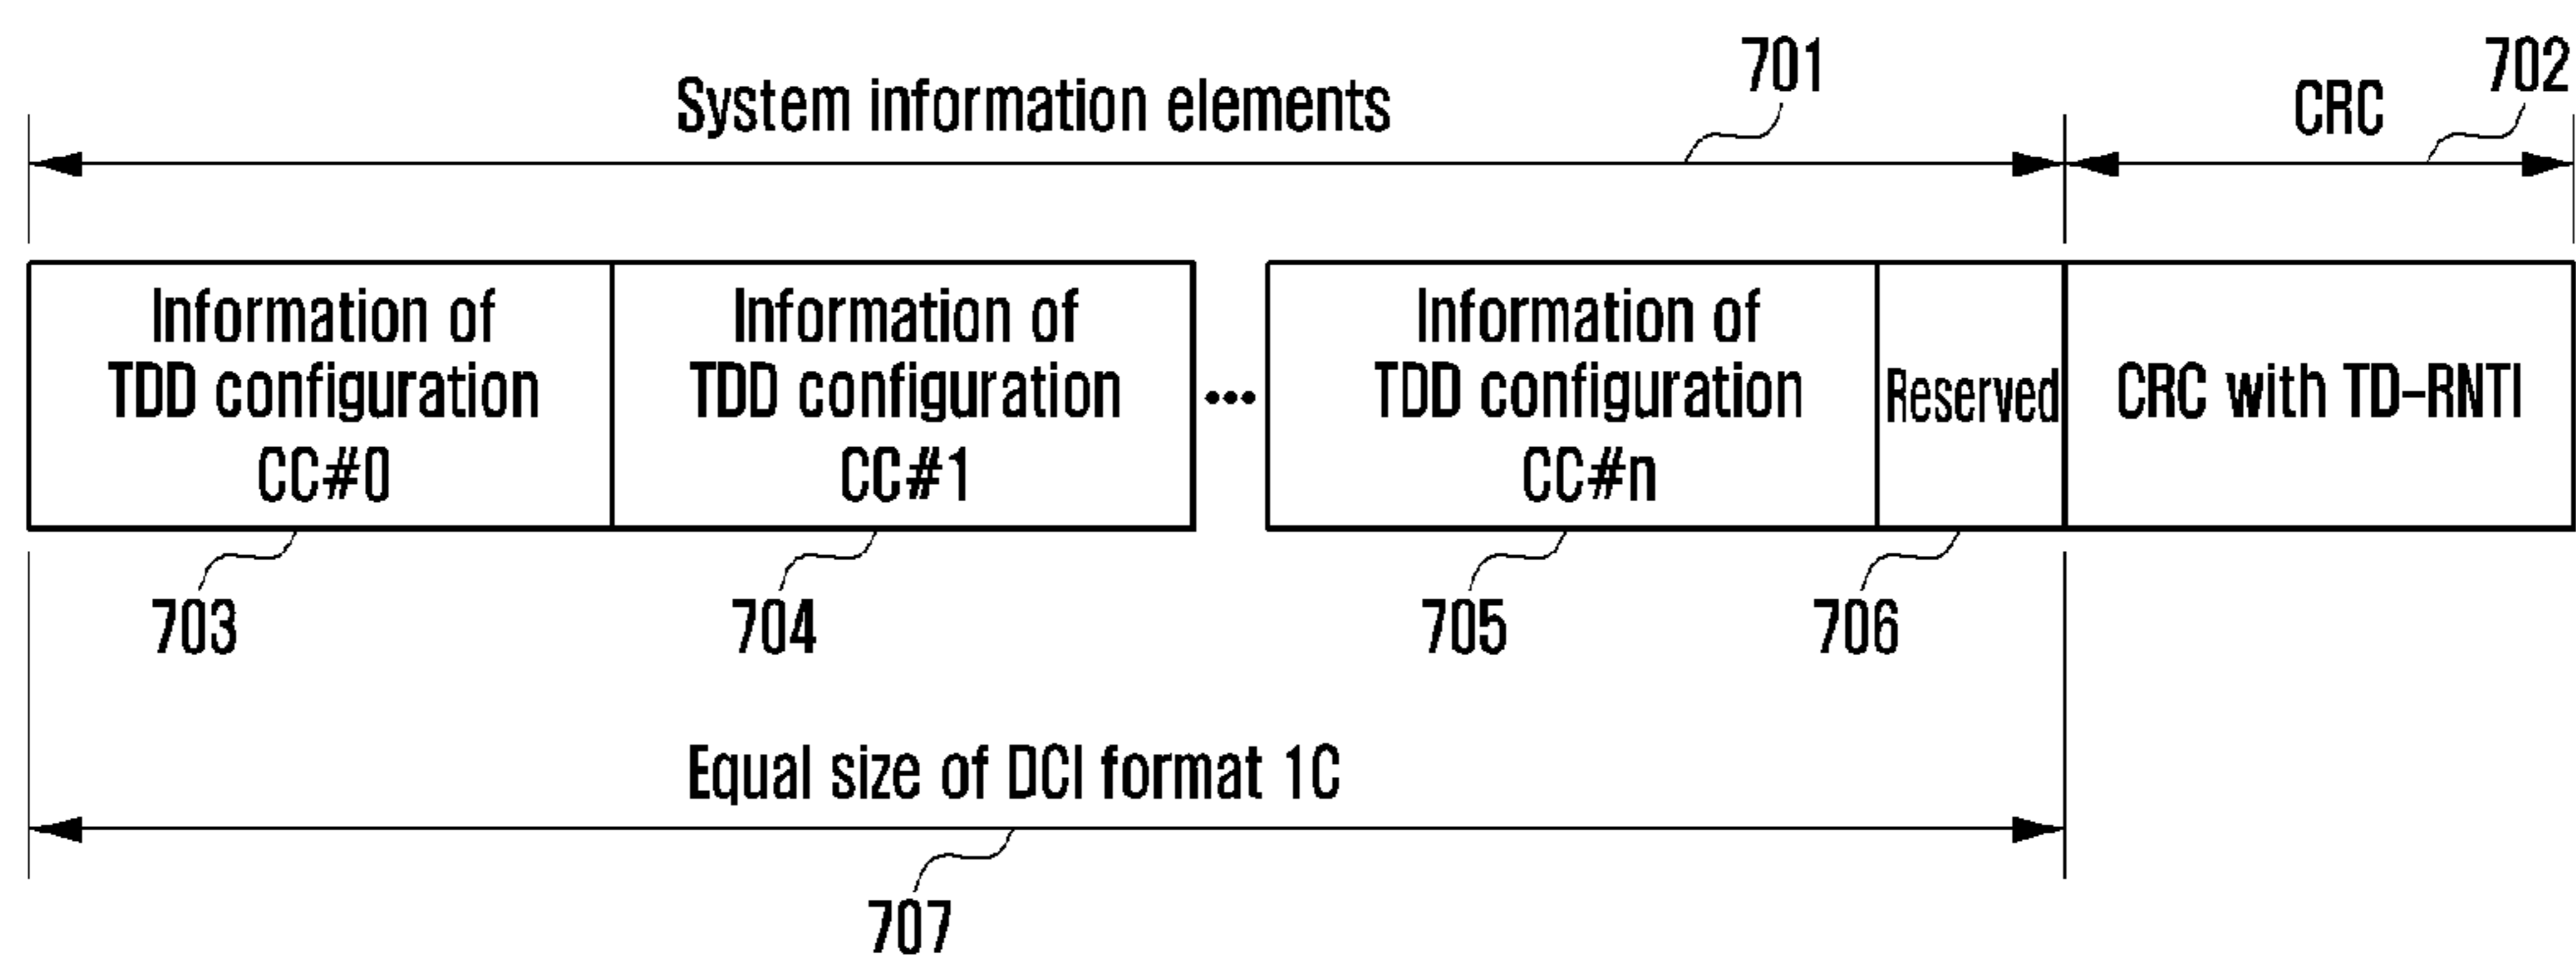 701
702
System information elements
CRC
Information of
TDD configuration
CC#0
Information of
TDD configuration
CC#1
...
Information of
TDD configuration
CC#n
Reserved
CRC with TD-RNTI
703
704
705
706
Equal size of DCI format 1C
707